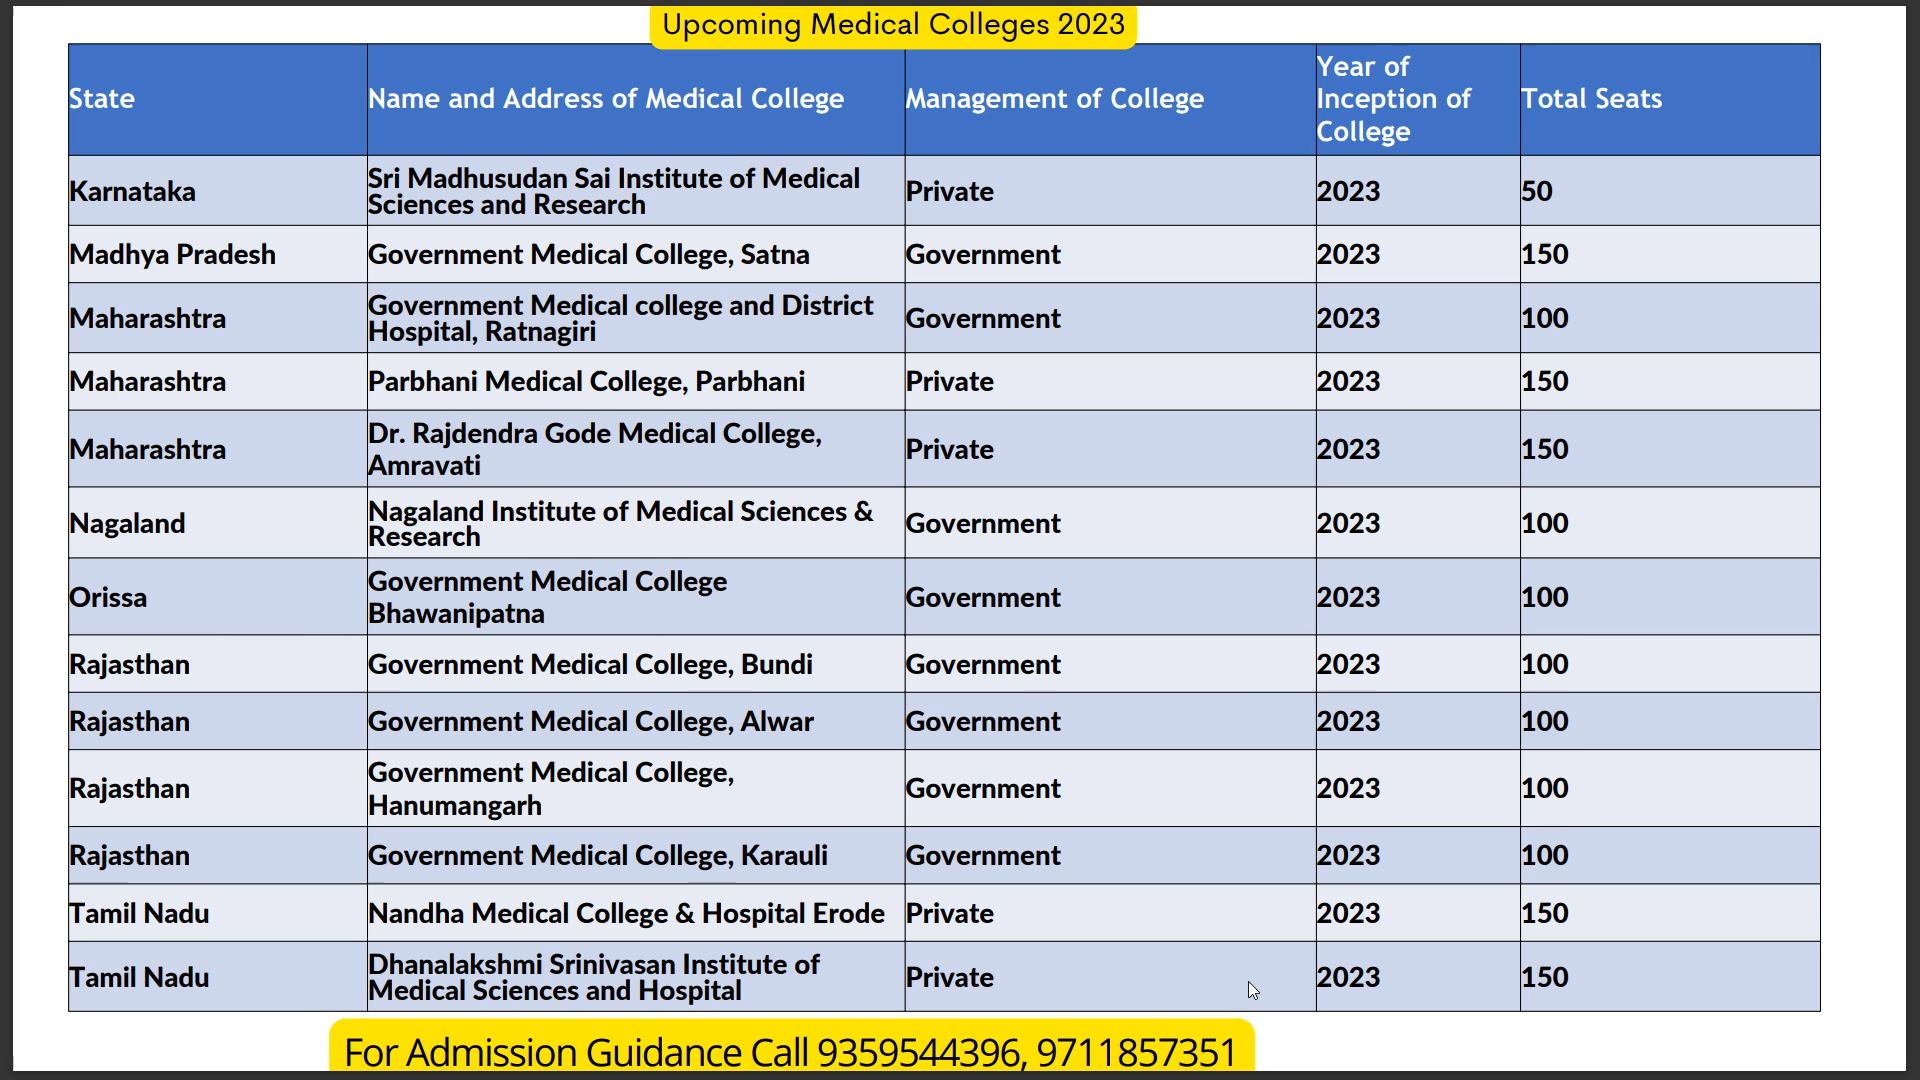 Upcoming Medical Colleges 2023
State
Name and Address of Medical College
Management of College
Year of
Inception of
College
Total Seats
Karnataka
Sri Madhusudan Sai Institute of Medical
Sciences and Research
Private
2023
50
Madhya Pradesh
Government Medical College, Satna
Government
2023
150
Maharashtra
Government Medical college and District
Hospital, Ratnagiri
Government
2023
100
Maharashtra
Parbhani Medical College, Parbhani
Private
2023
150
Maharashtra
Dr. Rajdendra Gode Medical College,
Amravati
Private
2023
150
Nagaland
Nagaland Institute of Medical Sciences &
Research
Government
2023
100
Orissa
Government Medical College
Bhawanipatna
Government
2023
100
Rajasthan
Government Medical College, Bundi
Government
2023
100
Rajasthan
Government Medical College, Alwar
Government
2023
100
Rajasthan
Government Medical College,
Hanumangarh
Government
2023
100
Rajasthan
Government Medical College, Karauli
Government
2023
100
Tamil Nadu
Nandha Medical College & Hospital Erode
Private
2023
150
Tamil Nadu
Dhanalakshmi Srinivasan Institute of
Medical Sciences and Hospital
Private
2023
150
For Admission Guidance Call 9359544396, 9711857351